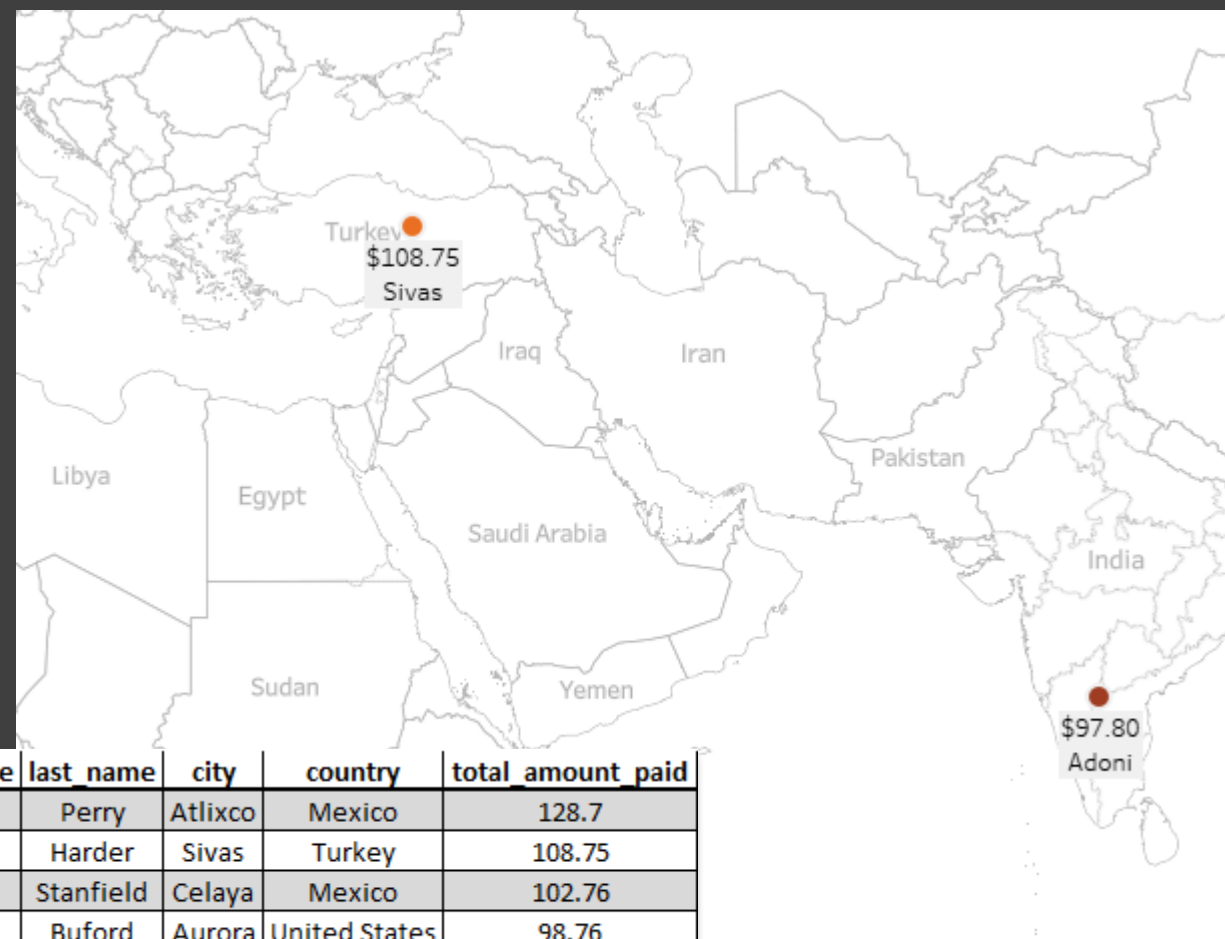 Turkey
$108.75
Sivas
Iraq
Iran
Libya
Egypt
Pakistan
Saudi Arabia
India
Sudan
Yemen
$97.80
Adoni
last_name city country total_amount_paid
Perry Atlixco Mexico 128.7
Harder Sivas Turkey 108.75
Stanfield Celaya Mexico 102.76
Buford Aurora United States 98.76